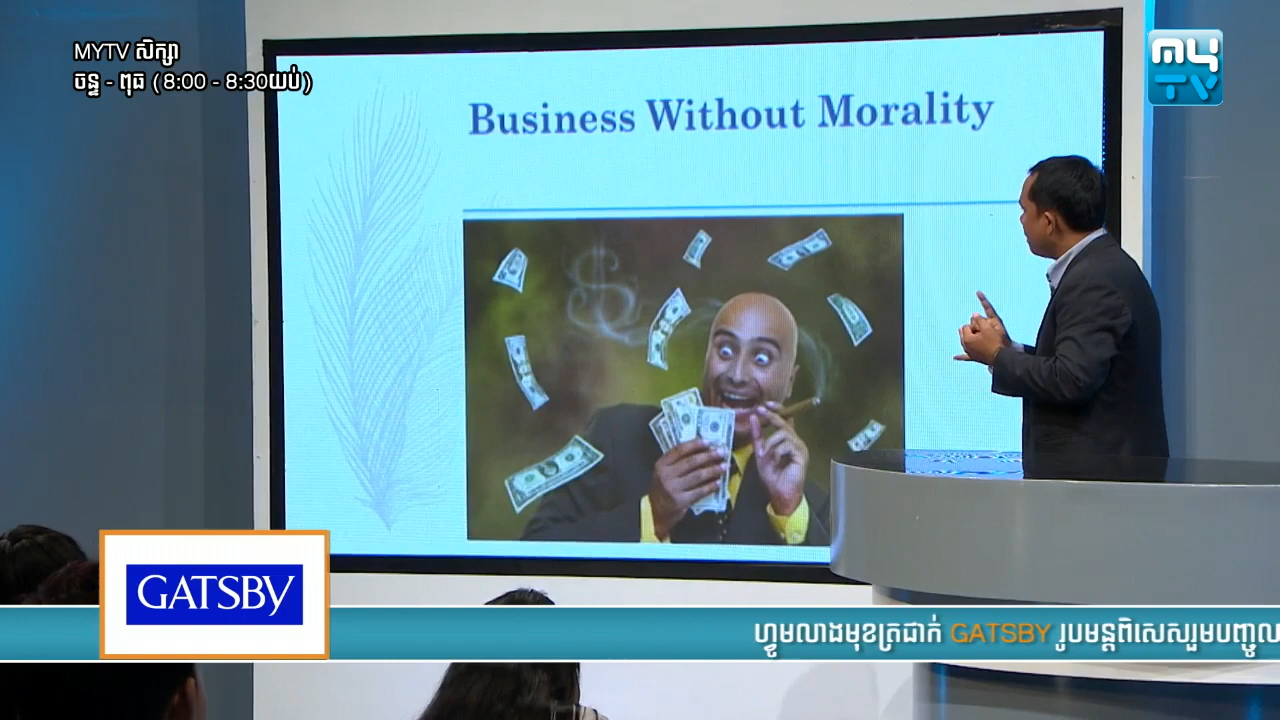 MYTV សិក្សា
ចន្ទ - ពុធ (8:00 - 8:30យប់)
MY
TV
Business Without Morality
GATSBY
ហ្វូមលាងមុខត្រជាក់ GATSBY រូបមន្តពិសេសរួមបញ្ចូល